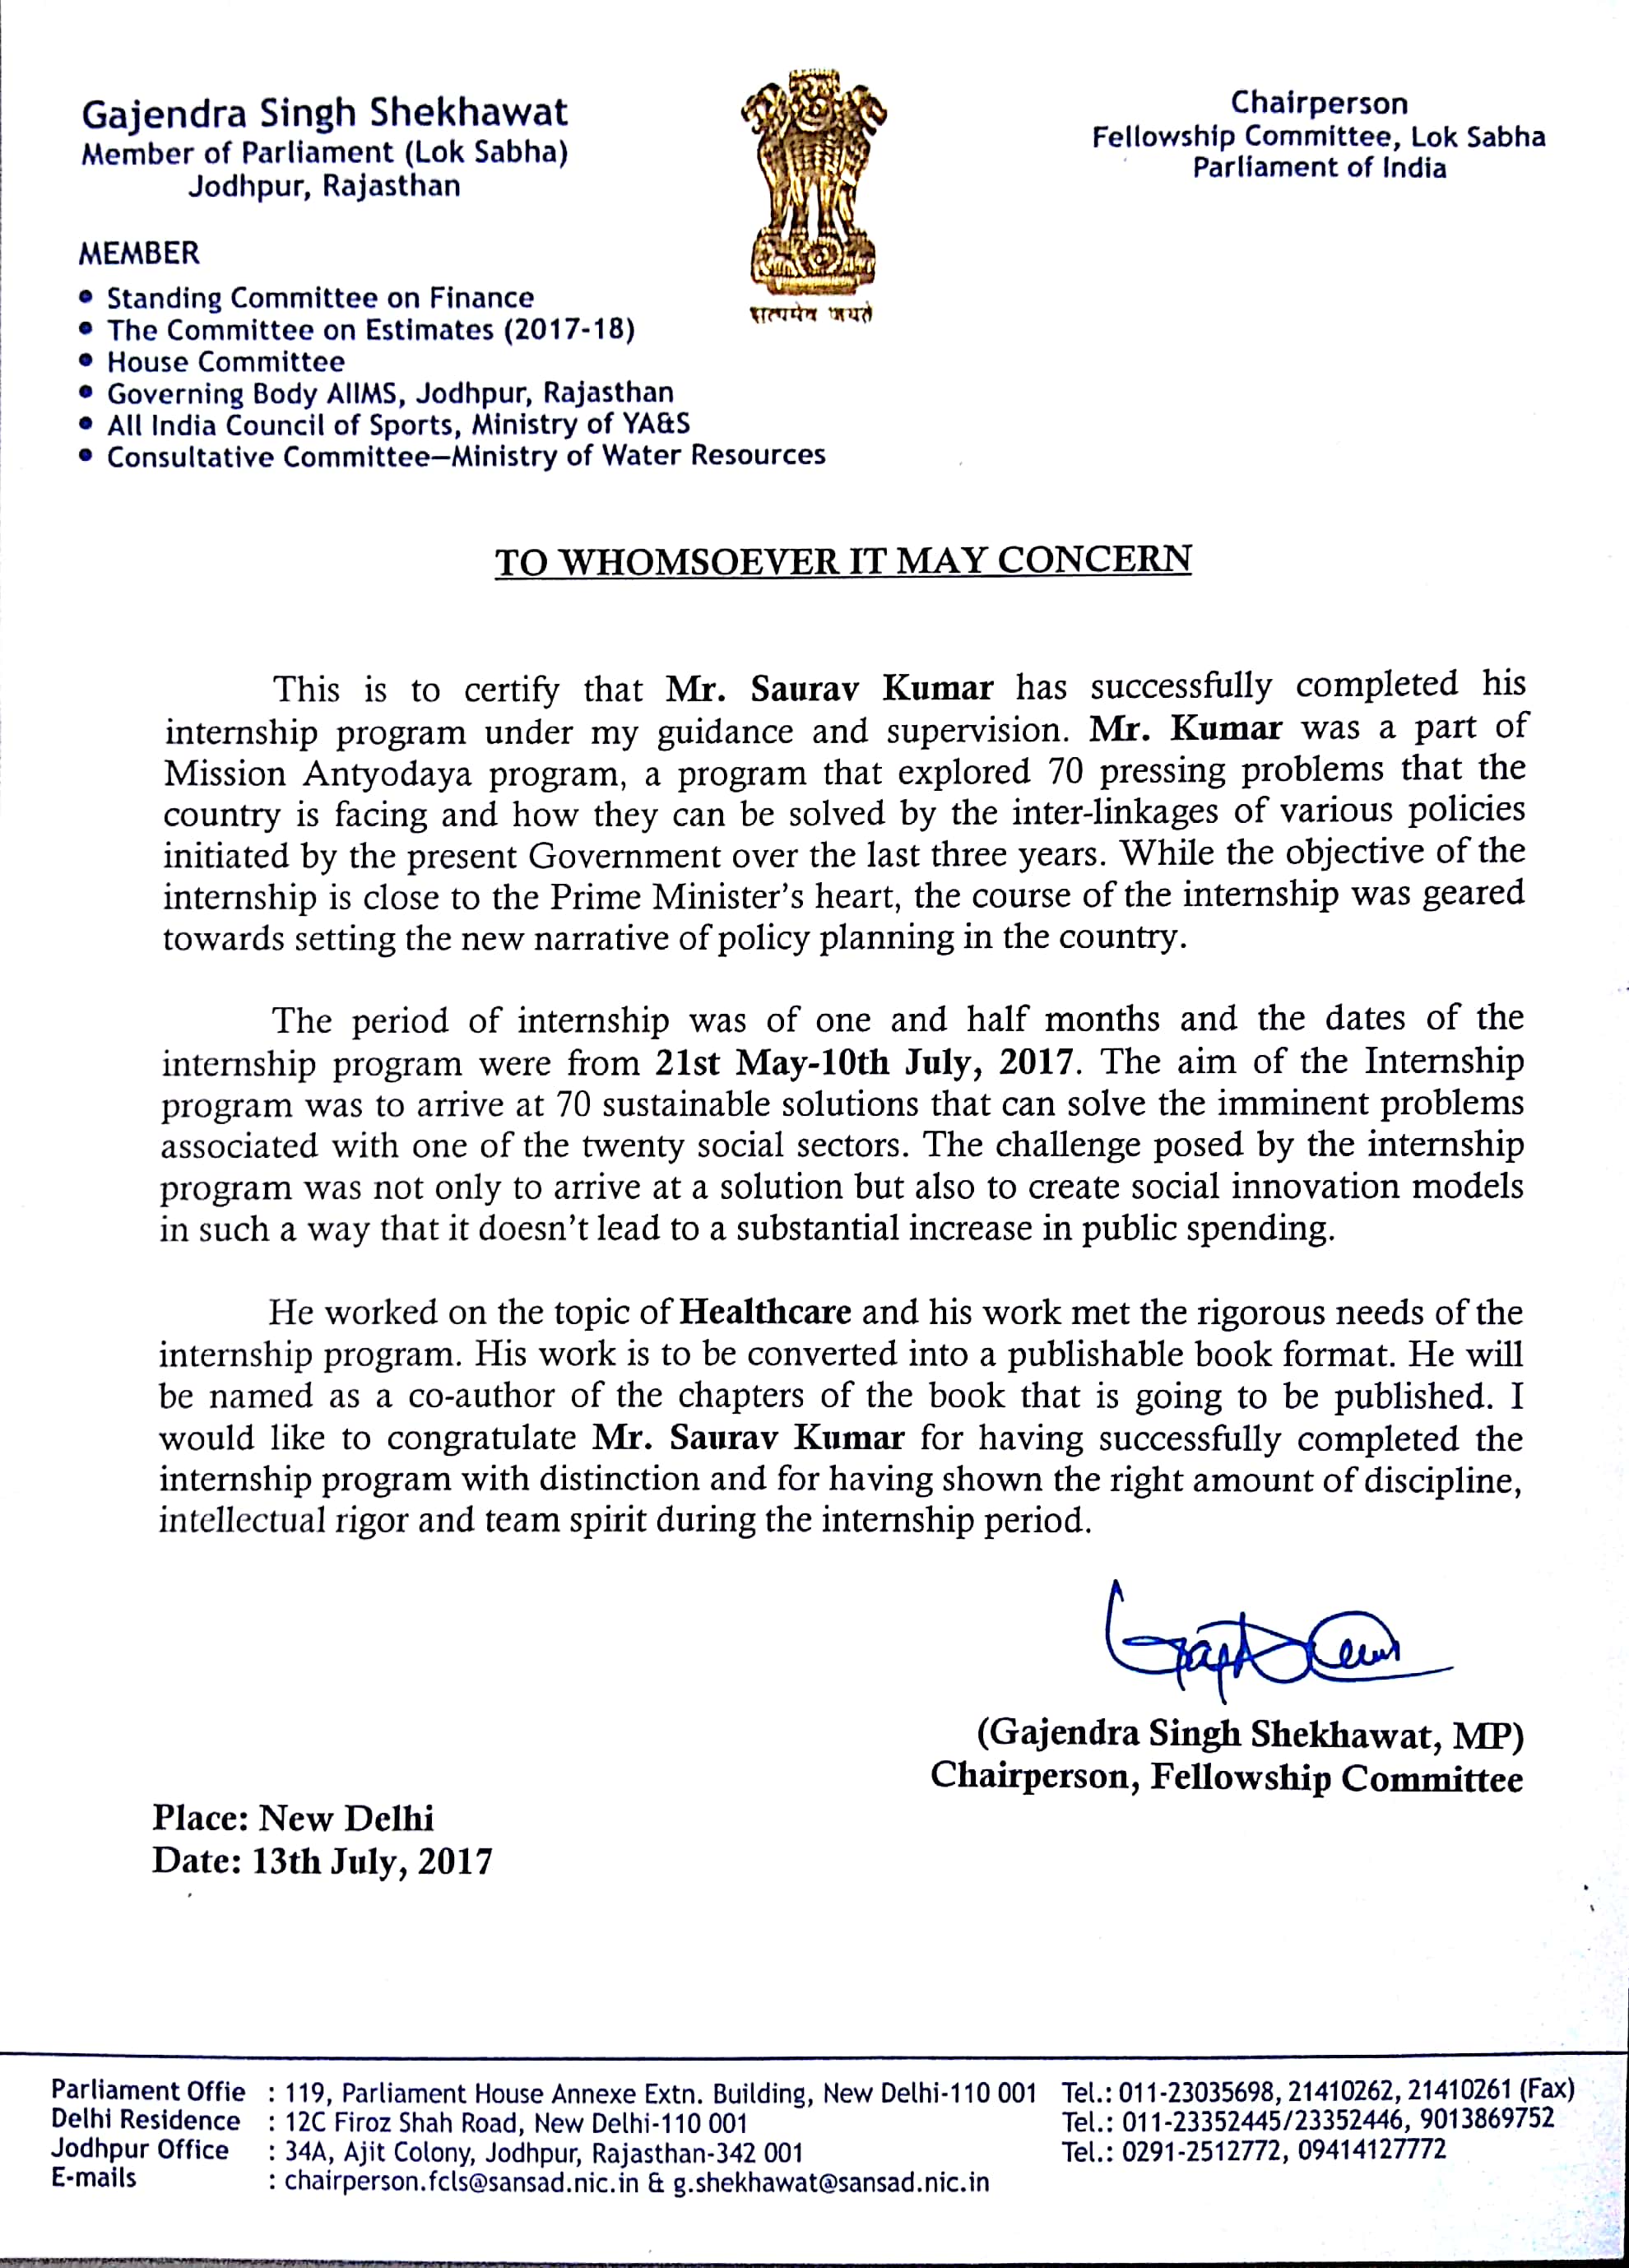 Gajendra Singh Shekhawat
Member of Parliament (Lok Sabha)
Jodhpur, Rajasthan
सत्यमेव जयते
Chairperson
Fellowship Committee, Lok Sabha
Parliament of India
MEMBER
• Standing Committee on Finance
• The Committee on Estimates (2017-18)
• House Committee
• Governing Body AIIMS, Jodhpur, Rajasthan
• All India Council of Sports, Ministry of YA&S
• Consultative Committee—Ministry of Water Resources
TO WHOMSOEVER IT MAY CONCERN
This is to certify that Mr. Saurav Kumar has successfully completed his
internship program under my guidance and supervision. Mr. Kumar was a part of
Mission Antyodaya program, a program that explored 70 pressing problems that the
country is facing and how they can be solved by the inter-linkages of various policies
initiated by the present Government over the last three years. While the objective of the
internship is close to the Prime Minister's heart, the course of the internship was geared
towards setting the new narrative of policy planning in the country.
The period of internship was of one and half months and the dates of the
internship program were from 21st May-10th July, 2017. The aim of the Internship
program was to arrive at 70 sustainable solutions that can solve the imminent problems
associated with one of the twenty social sectors. The challenge posed by the internship
program was not only to arrive at a solution but also to create social innovation models
in such a way that it doesn't lead to a substantial increase in public spending.
He worked on the topic of Healthcare and his work met the rigorous needs of the
internship program. His work is to be converted into a publishable book format. He will
be named as a co-author of the chapters of the book that is going to be published. I
would like to congratulate Mr. Saurav Kumar for having successfully completed the
internship program with distinction and for having shown the right amount of discipline,
intellectual rigor and team spirit during the internship period.
(Gajendra Singh Shekhawat, MP)
Chairperson, Fellowship Committee
Place: New Delhi
Date: 13th July, 2017
Parliament Offie : 119, Parliament House Annexe Extn. Building, New Delhi-110 001 Tel.: 011-23035698, 21410262, 21410261 (Fax)
Delhi Residence : 12C Firoz Shah Road, New Delhi-110 001 Tel.: 011-23352445/23352446, 9013869752
Jodhpur Office : 34A, Ajit Colony, Jodhpur, Rajasthan-342 001 Tel.: 0291-2512772, 09414127772
E-mails : chairperson.fcls@sansad.nic.in & g.shekhawat@sansad.nic.in